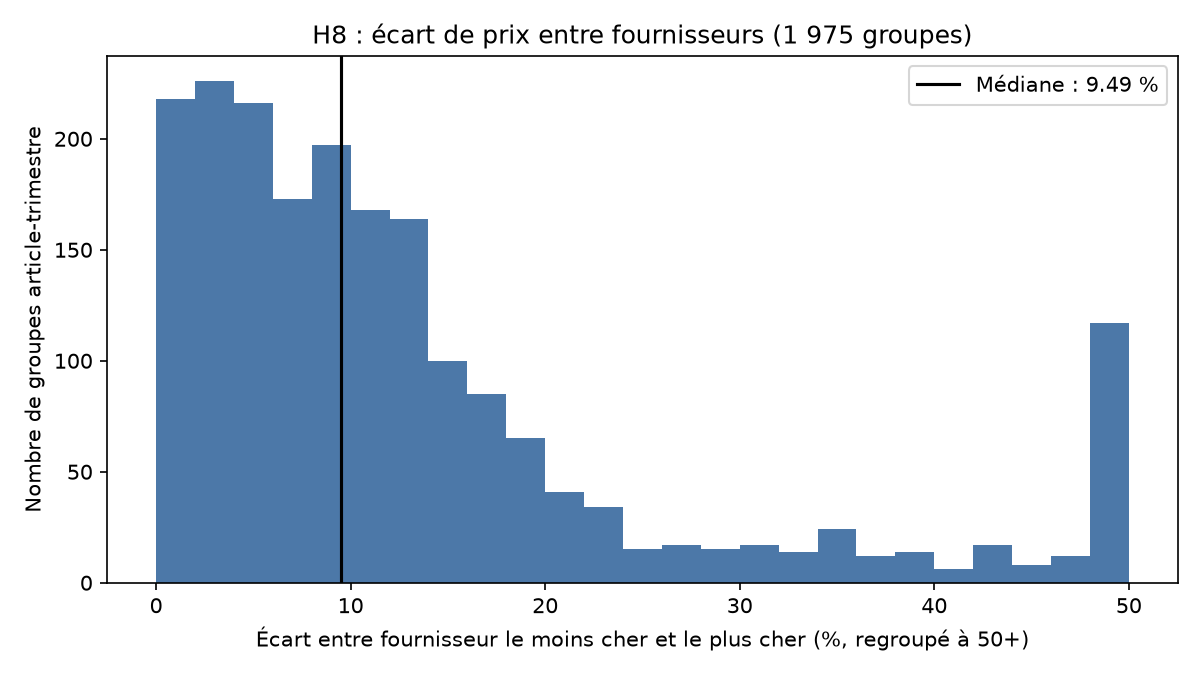 H8 : écart de prix entre fournisseurs (1 975 groupes)
Médiane : 9.49 %
Nombre de groupes article-trimestre
200
150
100
50
0
0 10 20 30 40 50
Écart entre fournisseur le moins cher et le plus cher (%, regroupé à 50+)